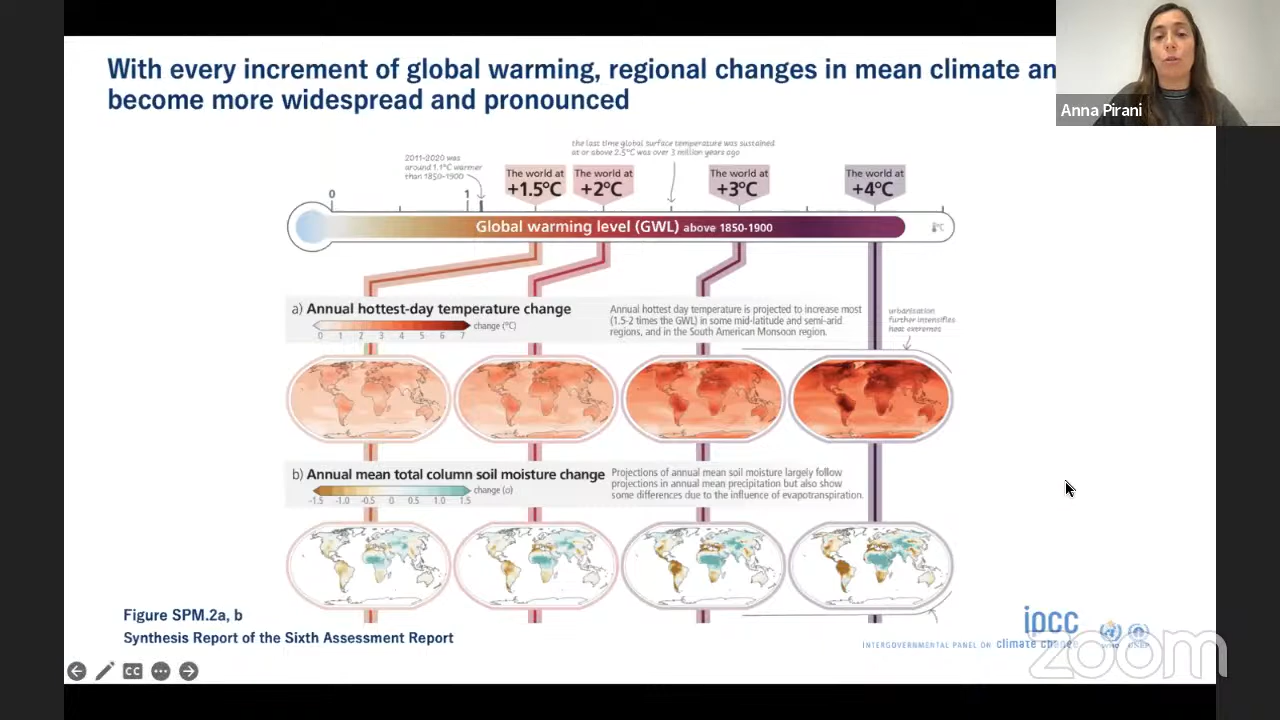 With every increment of global warming, regional changes in mean climate an
become more widespread and pronounced
Anna Pirani
the last time global surface temperature was sustained
at or above 2.5°C was over 3 million years ago
2011-2020 was
around 1.1°C warmer
than 1850-1900
The world at
+1.5°C
The world at
+2°C
The world at
+3°C
The world at
+4°C
0
1
Global warming level (GWL) above 1850-1900
°C
a) Annual hottest-day temperature change
change (°C)
0 1 2 3 4 5 6 7
Annual hottest day temperature is projected to increase most
(1.5-2 times the GWL) in some mid-latitude and semi-arid
regions, and in the South American Monsoon region.
urbanisation
further intensifies
heat extremes
b) Annual mean total column soil moisture change
change (σ)
-1.5 -1.0 -0.5 0 0.5 1.0 1.5
Projections of annual mean soil moisture largely follow
projections in annual mean precipitation but also show
some differences due to the influence of evapotranspiration.
Figure SPM.2a, b
Synthesis Report of the Sixth Assessment Report
ipcc
INTERGOVERNMENTAL PANEL ON climate change
WMO UNEP
zoom
CC